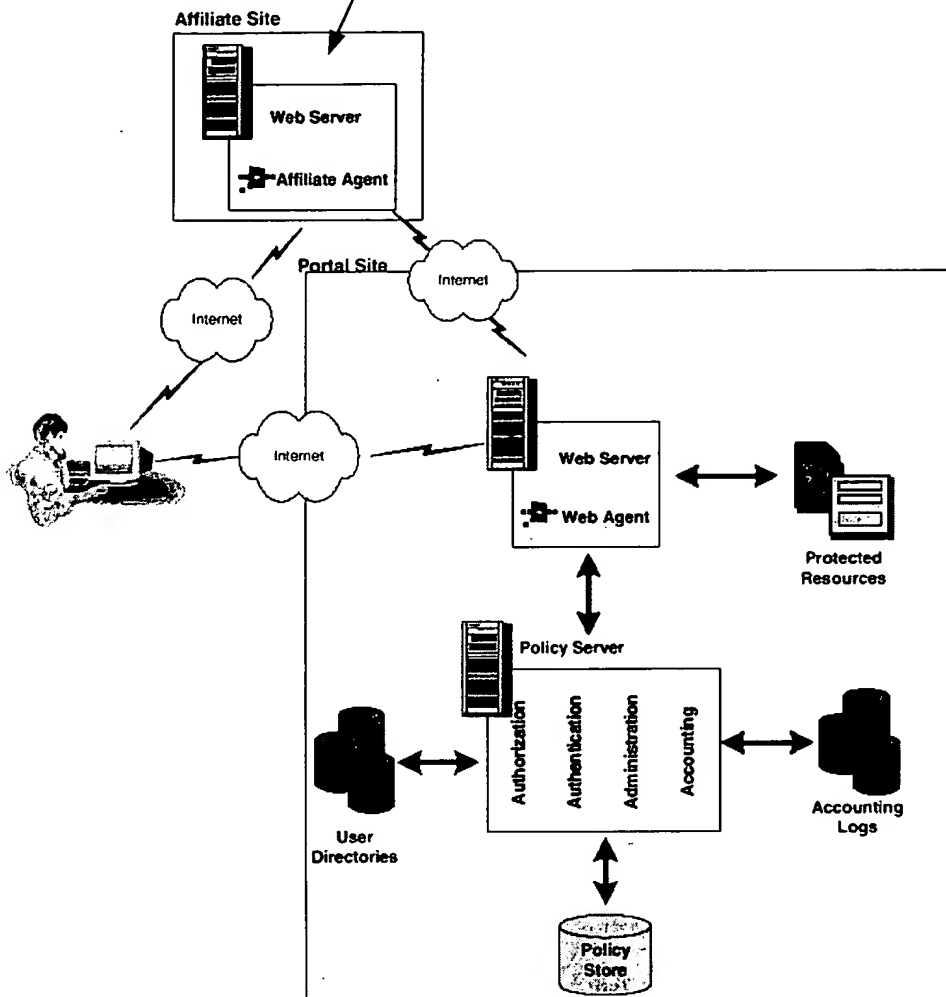 Affiliate Site
Web Server
Affiliate Agent
Portal Site
Internet
Internet
Internet
Web Server
Web Agent
Protected
Resources
Policy Server
Authorization
Authentication
Administration
Accounting
User
Directories
Accounting
Logs
Policy
Store